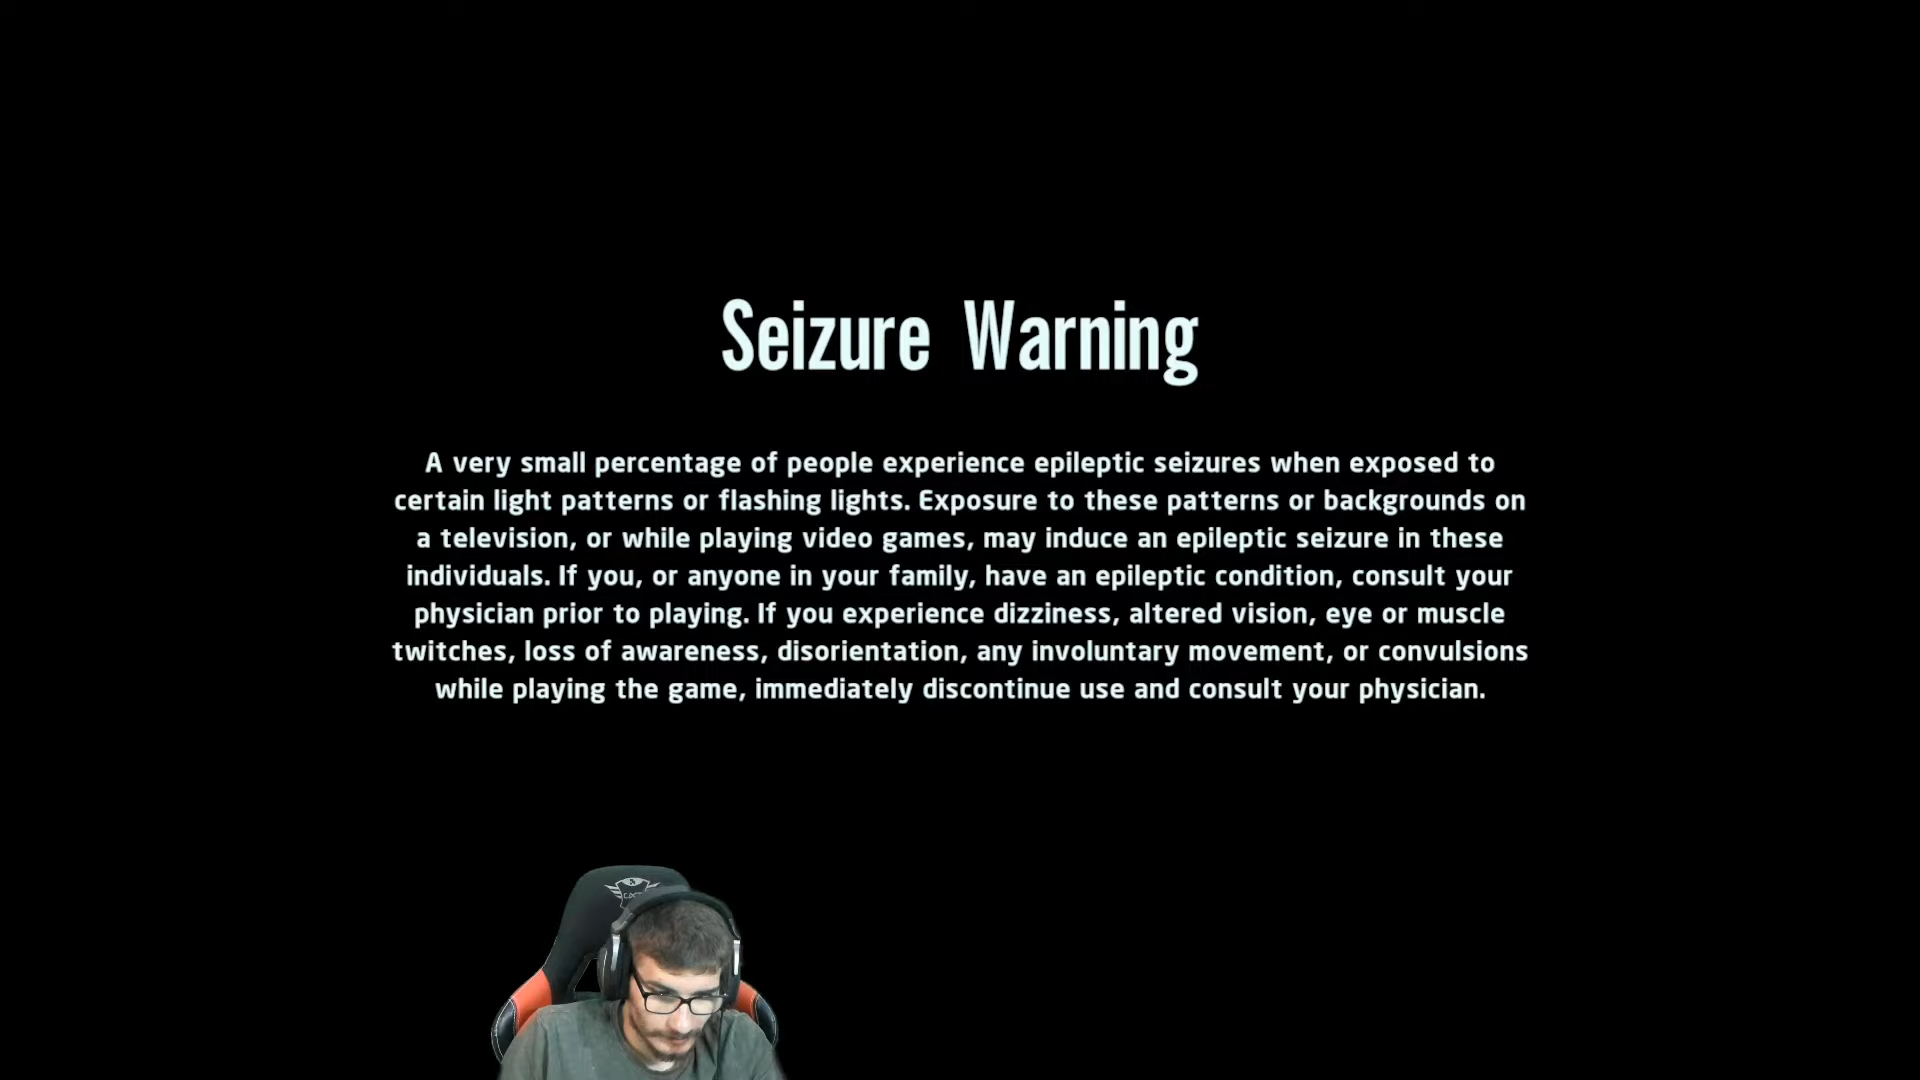 Seizure Warning
A very small percentage of people experience epileptic seizures when exposed to
certain light patterns or flashing lights. Exposure to these patterns or backgrounds on
a television, or while playing video games, may induce an epileptic seizure in these
individuals. If you, or anyone in your family, have an epileptic condition, consult your
physician prior to playing. If you experience dizziness, altered vision, eye or muscle
twitches, loss of awareness, disorientation, any involuntary movement, or convulsions
while playing the game, immediately discontinue use and consult your physician.